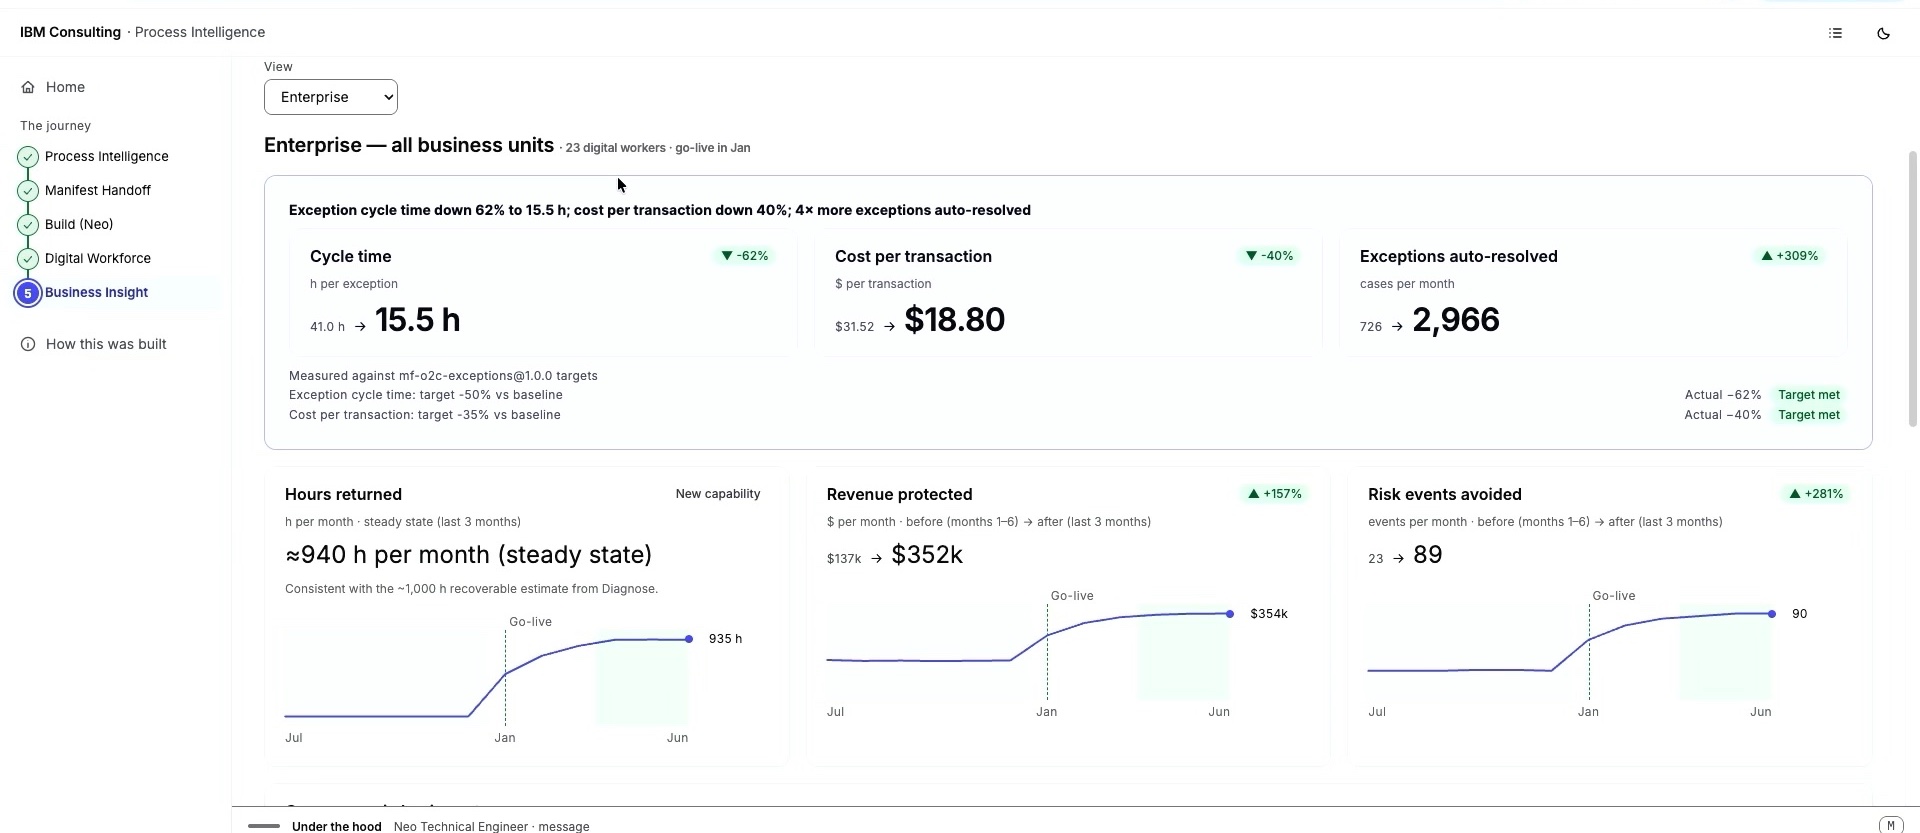 IBM Consulting · Process Intelligence
Home
The journey
Process Intelligence
Manifest Handoff
Build (Neo)
Digital Workforce
5 Business Insight
How this was built
View
Enterprise
Enterprise — all business units · 23 digital workers · go-live in Jan
Exception cycle time down 62% to 15.5 h; cost per transaction down 40%; 4× more exceptions auto-resolved
Cycle time ▼ -62%
h per exception
41.0 h → 15.5 h
Cost per transaction ▼ -40%
$ per transaction
$31.52 → $18.80
Exceptions auto-resolved ▲ +309%
cases per month
726 → 2,966
Measured against mf-o2c-exceptions@1.0.0 targets
Exception cycle time: target -50% vs baseline Actual −62% Target met
Cost per transaction: target -35% vs baseline Actual −40% Target met
Hours returned New capability
h per month · steady state (last 3 months)
≈940 h per month (steady state)
Consistent with the ~1,000 h recoverable estimate from Diagnose.
Go-live
935 h
Jul Jan Jun
Revenue protected ▲ +157%
$ per month · before (months 1–6) → after (last 3 months)
$137k → $352k
Go-live
$354k
Jul Jan Jun
Risk events avoided ▲ +281%
events per month · before (months 1–6) → after (last 3 months)
23 → 89
Go-live
90
Jul Jan Jun
Under the hood Neo Technical Engineer · message
M